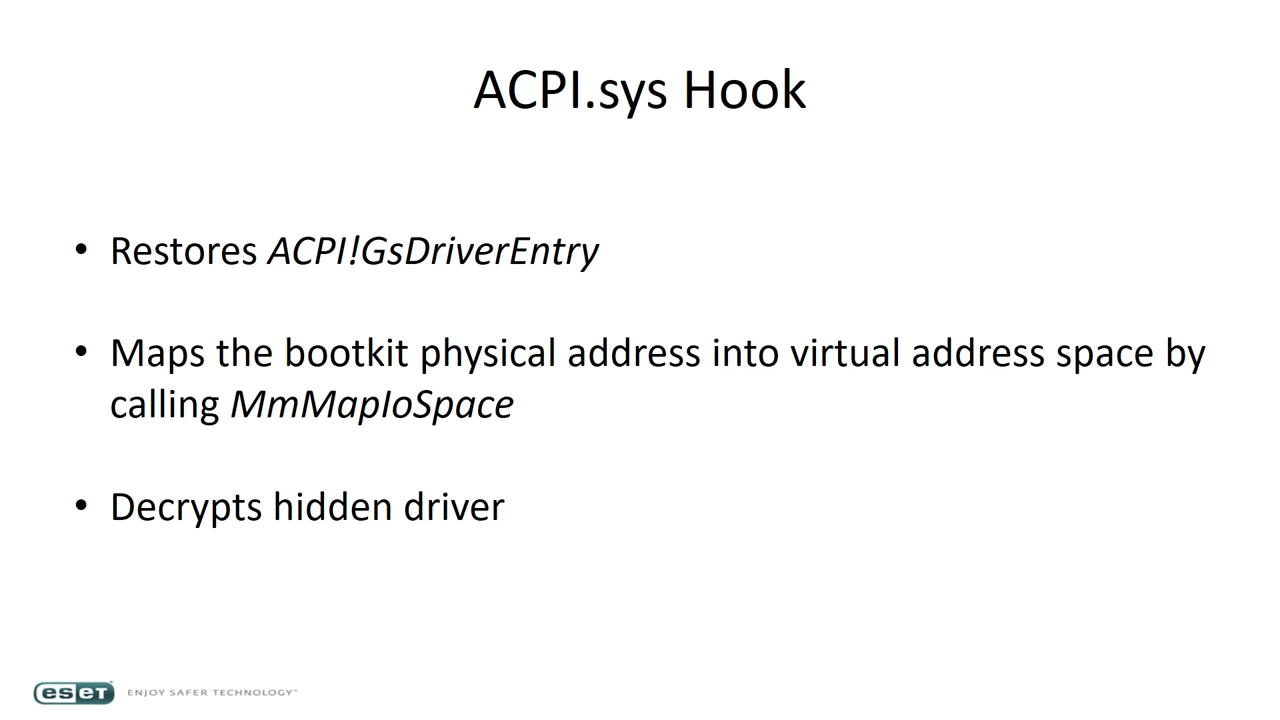 ACPI.sys Hook
• Restores ACPI!GsDriverEntry
• Maps the bootkit physical address into virtual address space by
calling MmMapIoSpace
• Decrypts hidden driver
eseT ENJOY SAFER TECHNOLOGY™